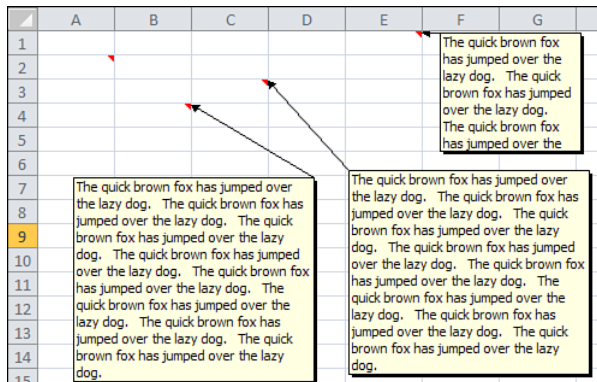 A B C D E F G
1
2
3
4
5
6
7
8
9
10
11
12
13
14
15
The quick brown fox
has jumped over the
lazy dog.   The quick
brown fox has jumped
over the lazy dog.
The quick brown fox
has jumped over the
The quick brown fox has jumped over
the lazy dog.   The quick brown fox has
jumped over the lazy dog.   The quick
brown fox has jumped over the lazy
dog.   The quick brown fox has jumped
over the lazy dog.   The quick brown fox
has jumped over the lazy dog.   The
quick brown fox has jumped over the
lazy dog.   The quick brown fox has
jumped over the lazy dog.   The quick
brown fox has jumped over the lazy
dog.
The quick brown fox has jumped over
the lazy dog.   The quick brown fox has
jumped over the lazy dog.   The quick
brown fox has jumped over the lazy
dog.   The quick brown fox has jumped
over the lazy dog.   The quick brown fox
has jumped over the lazy dog.   The
quick brown fox has jumped over the
lazy dog.   The quick brown fox has
jumped over the lazy dog.   The quick
brown fox has jumped over the lazy
dog.